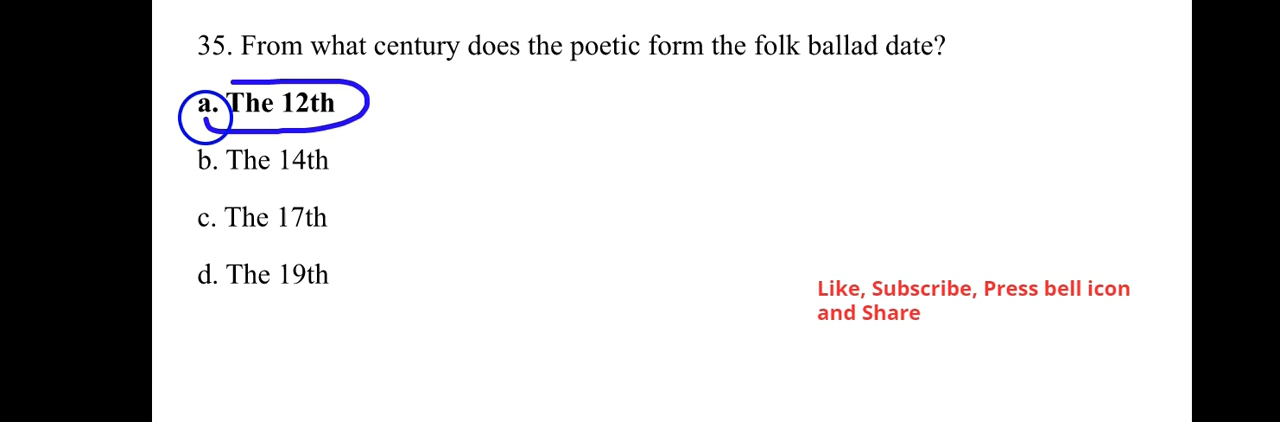 35. From what century does the poetic form the folk ballad date?
a. The 12th
b. The 14th
c. The 17th
d. The 19th
Like, Subscribe, Press bell icon
and Share